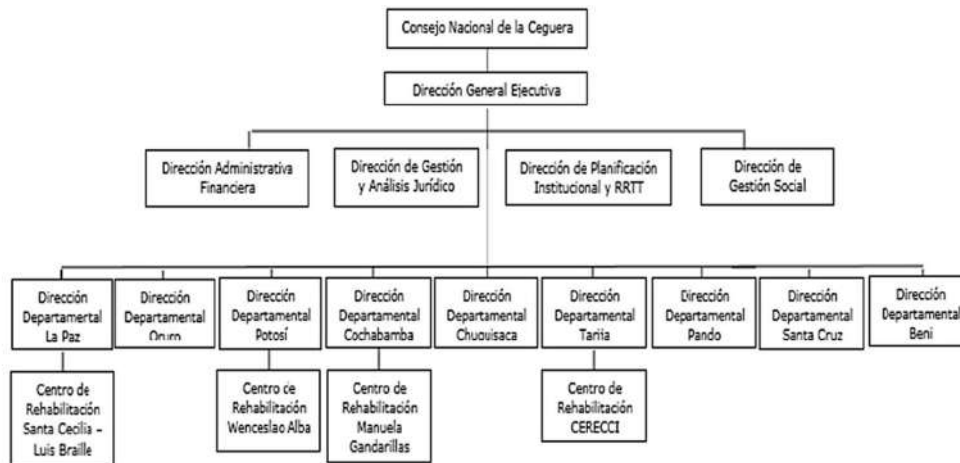 Consejo Nacional de la Ceguera
Dirección General Ejecutiva
Dirección Administrativa
Financiera
Dirección de Gestión
y Análisis Jurídico
Dirección de Planificación
Institucional y RRTT
Dirección de
Gestión Social
Dirección
Departamental
La Paz
Dirección
Departamental
Oruro
Dirección
Departamental
Potosí
Dirección
Departamental
Cochabamba
Dirección
Departamental
Chuquisaca
Dirección
Departamental
Tarija
Dirección
Departamental
Pando
Dirección
Departamental
Santa Cruz
Dirección
Departamental
Beni
Centro de
Rehabilitación
Santa Cecilia –
Luis Braille
Centro de
Rehabilitación
Wenceslao Alba
Centro de
Rehabilitación
Manuela
Gandarillas
Centro de
Rehabilitación
CERECCI